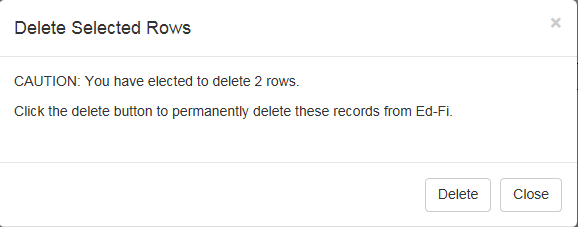 Delete Selected Rows ×
CAUTION: You have elected to delete 2 rows.
Click the delete button to permanently delete these records from Ed-Fi.
Delete Close